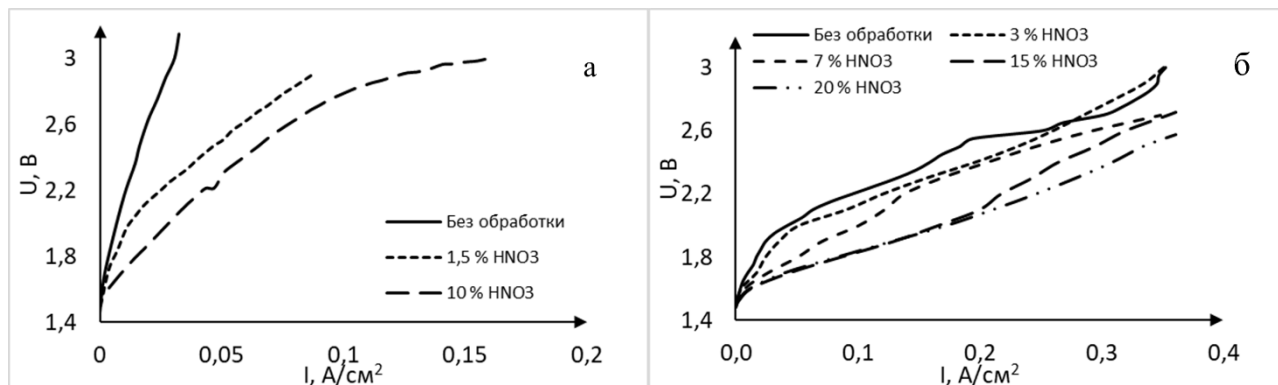 а
3
2,6
2,2
1,8
1,4
U, В
0
0,05
0,1
0,15
0,2
I, А/см²
Без обработки
1,5 % HNO3
10 % HNO3
б
Без обработки
3 % HNO3
7 % HNO3
15 % HNO3
20 % HNO3
3
2,6
2,2
1,8
1,4
U, В
0,0
0,1
0,2
0,3
0,4
I, А/см²